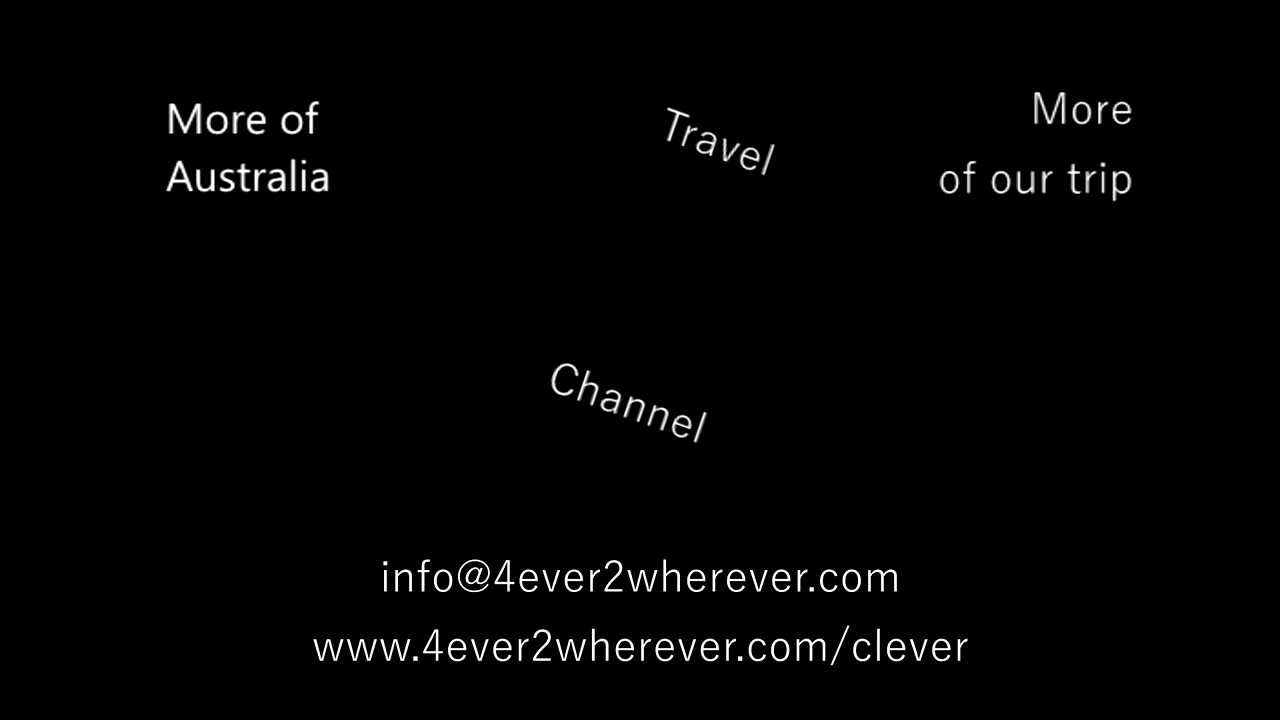 More of
Australia
Travel
More
of our trip
Channel
info@4ever2wherever.com
www.4ever2wherever.com/clever